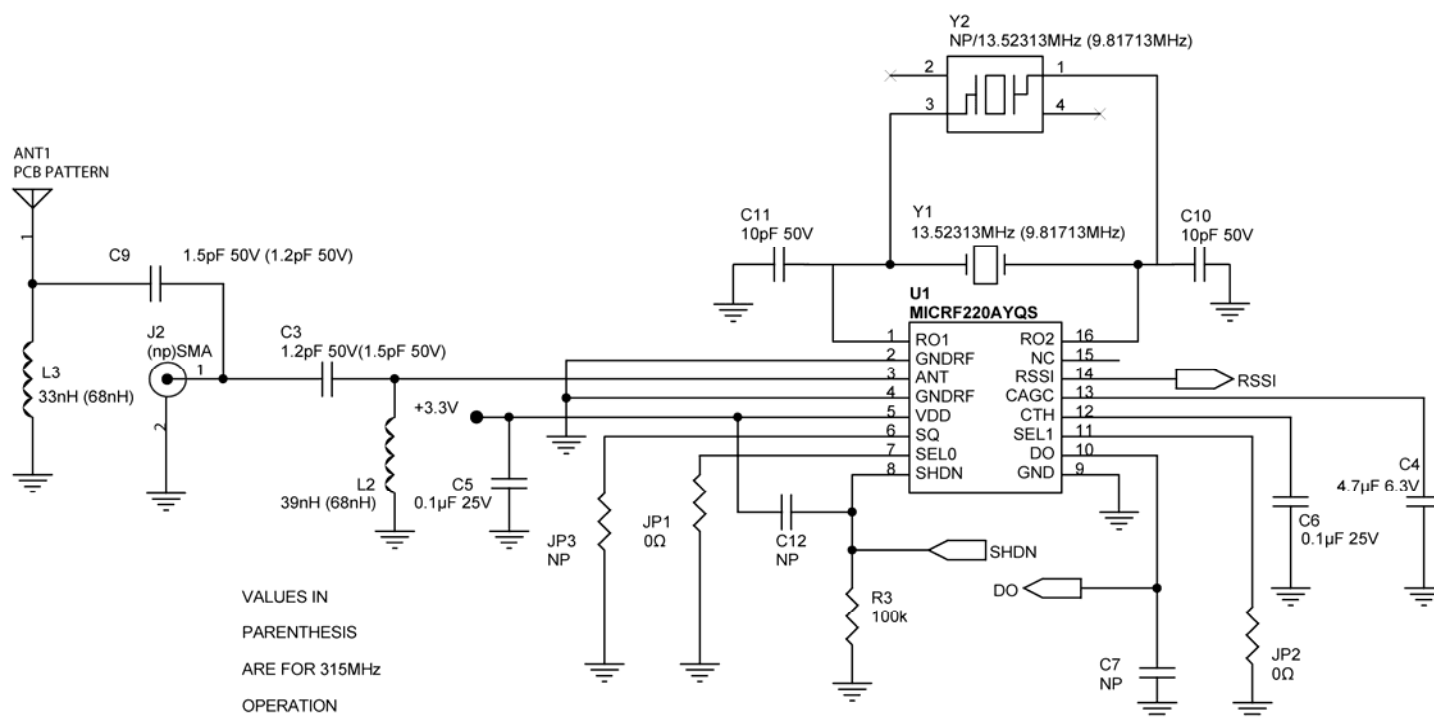 Y2
NP/13.52313MHz (9.81713MHz)
2
1
3
4
ANT1
PCB PATTERN
1
C9
1.5pF 50V (1.2pF 50V)
C11
10pF 50V
Y1
13.52313MHz (9.81713MHz)
C10
10pF 50V
U1
MICRF220AYQS
J2
(np)SMA
1
2
C3
1.2pF 50V(1.5pF 50V)
L3
33nH (68nH)
1 RO1 RO2 16
2 GNDRF NC 15
3 ANT RSSI 14
4 GNDRF CAGC 13
5 VDD CTH 12
6 SQ SEL1 11
7 SEL0 DO 10
8 SHDN GND 9
RSSI
+3.3V
L2
39nH (68nH)
C5
0.1µF 25V
JP3
NP
JP1
0Ω
C12
NP
SHDN
R3
100k
DO
C7
NP
C6
0.1µF 25V
C4
4.7µF 6.3V
JP2
0Ω
VALUES IN
PARENTHESIS
ARE FOR 315MHz
OPERATION